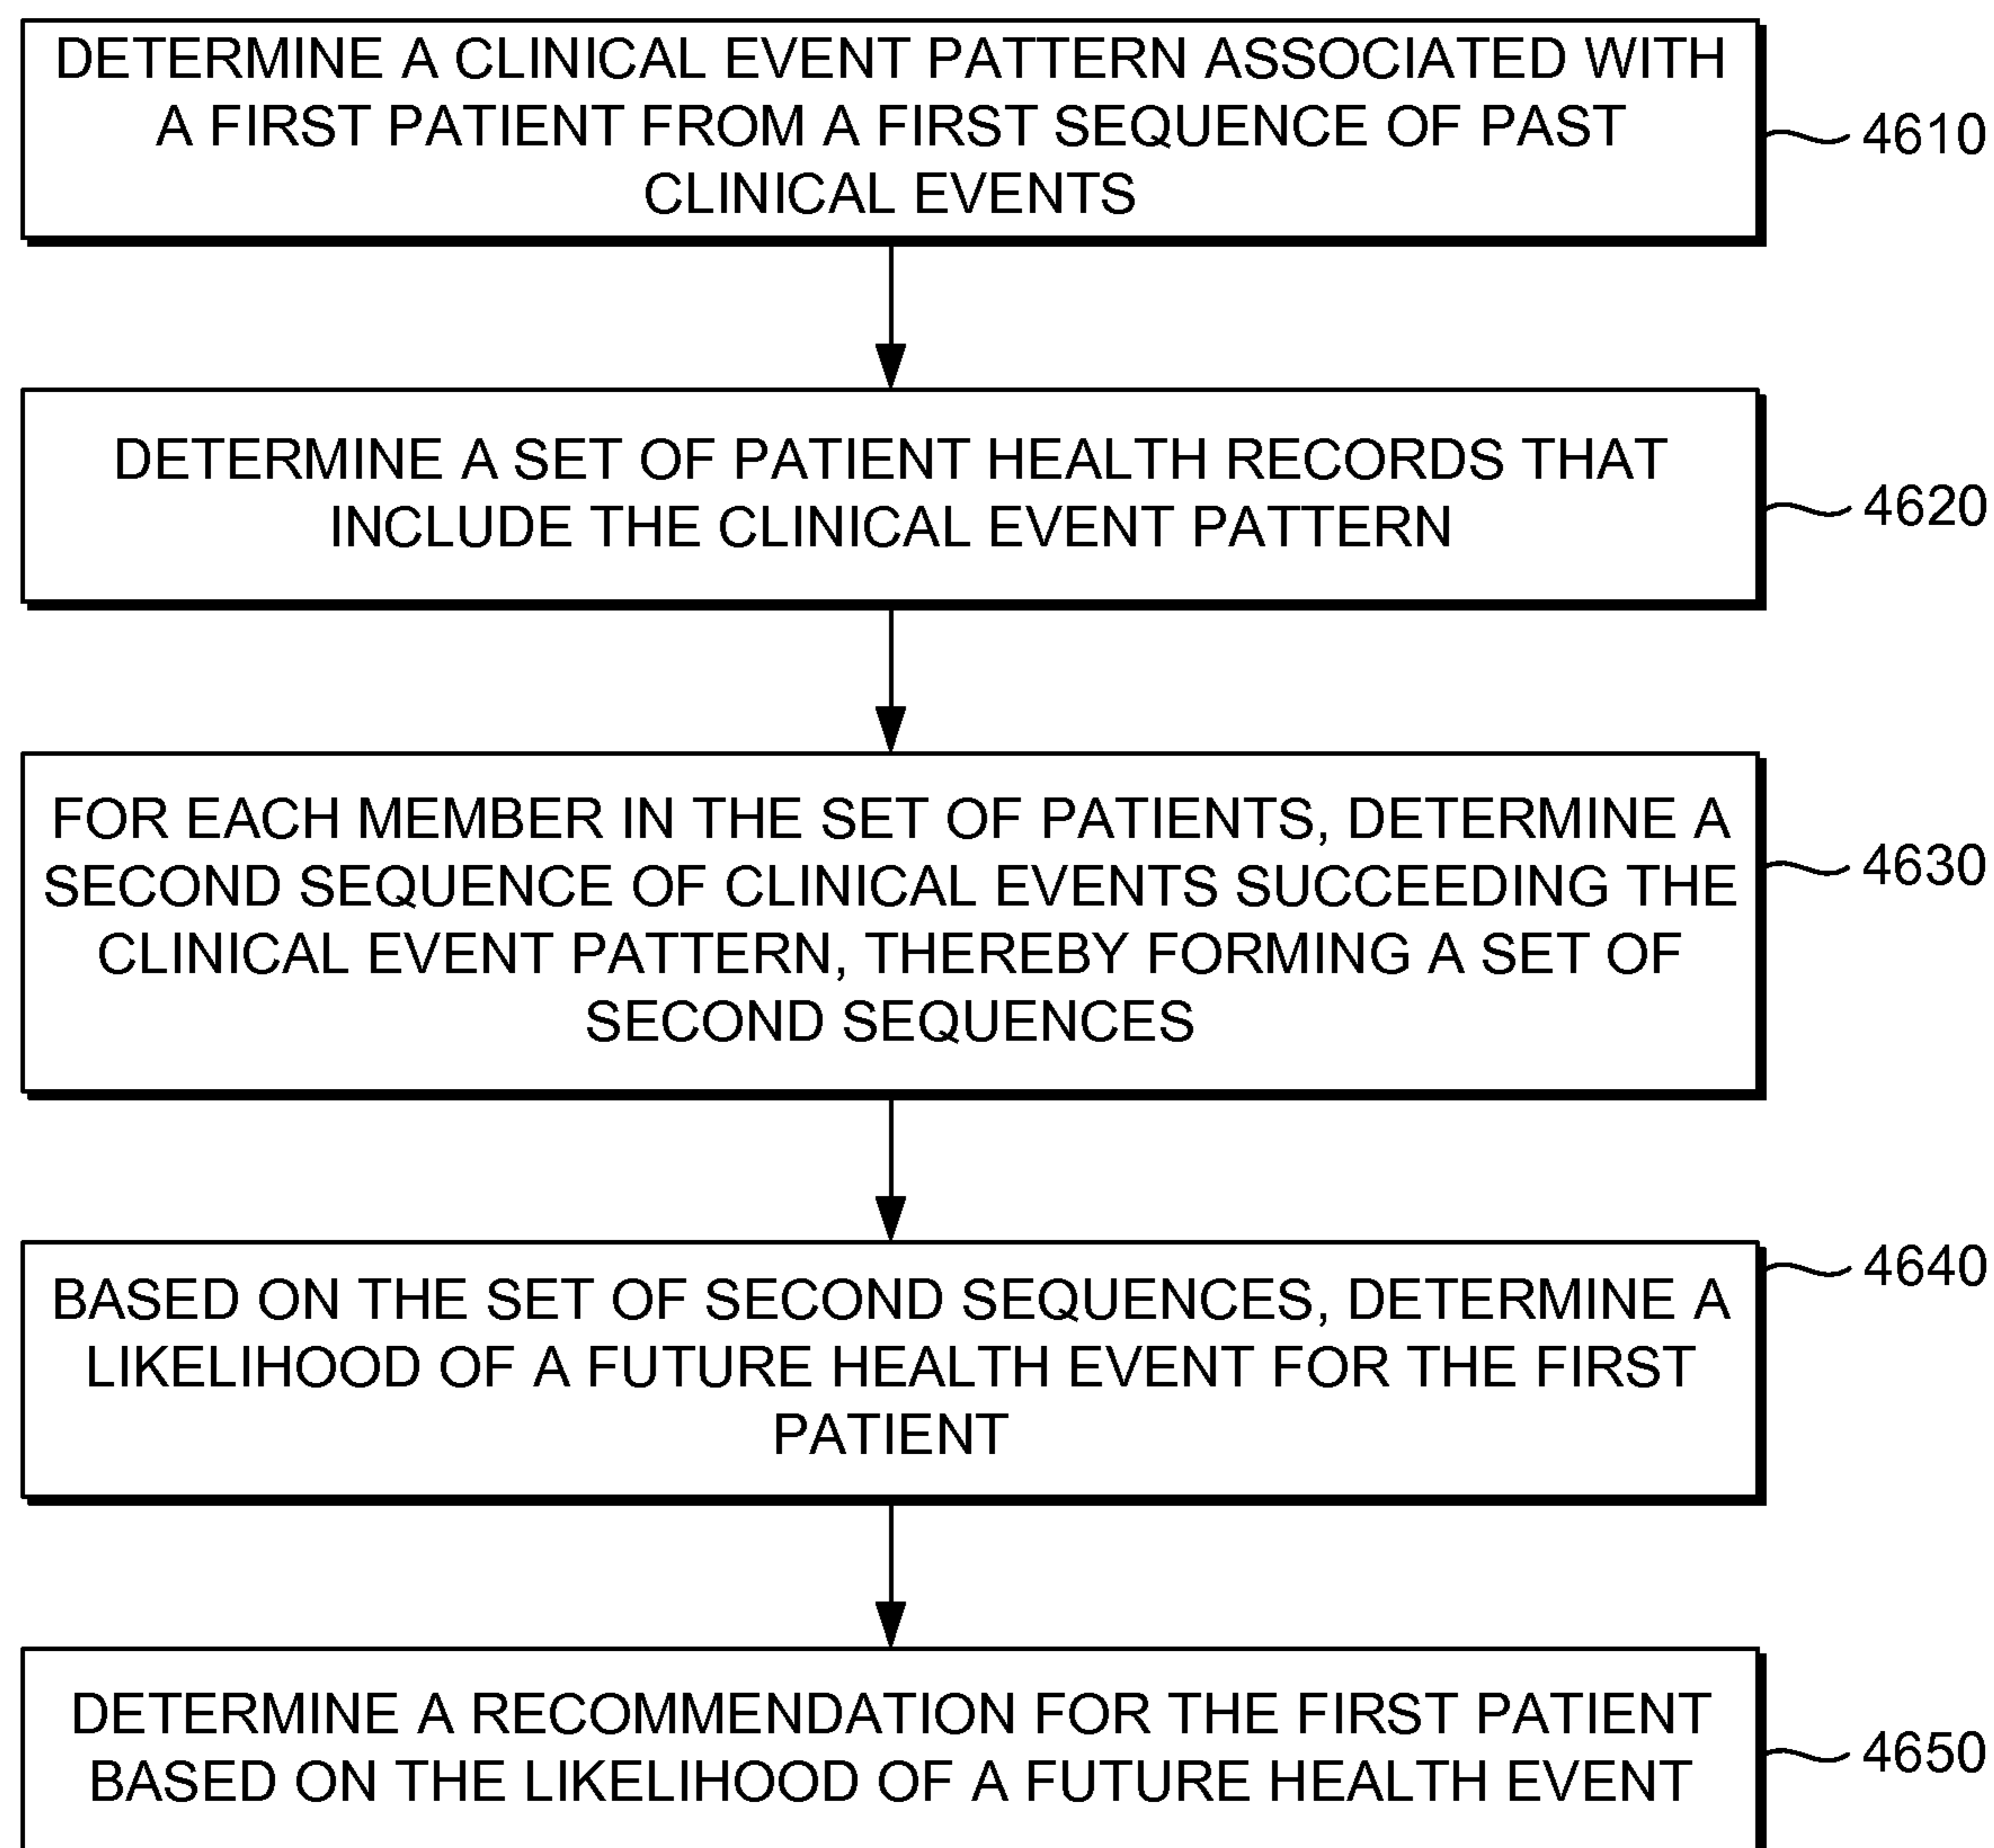 DETERMINE A CLINICAL EVENT PATTERN ASSOCIATED WITH
A FIRST PATIENT FROM A FIRST SEQUENCE OF PAST
CLINICAL EVENTS
4610
DETERMINE A SET OF PATIENT HEALTH RECORDS THAT
INCLUDE THE CLINICAL EVENT PATTERN
4620
FOR EACH MEMBER IN THE SET OF PATIENTS, DETERMINE A
SECOND SEQUENCE OF CLINICAL EVENTS SUCCEEDING THE
CLINICAL EVENT PATTERN, THEREBY FORMING A SET OF
SECOND SEQUENCES
4630
BASED ON THE SET OF SECOND SEQUENCES, DETERMINE A
LIKELIHOOD OF A FUTURE HEALTH EVENT FOR THE FIRST
PATIENT
4640
DETERMINE A RECOMMENDATION FOR THE FIRST PATIENT
BASED ON THE LIKELIHOOD OF A FUTURE HEALTH EVENT
4650